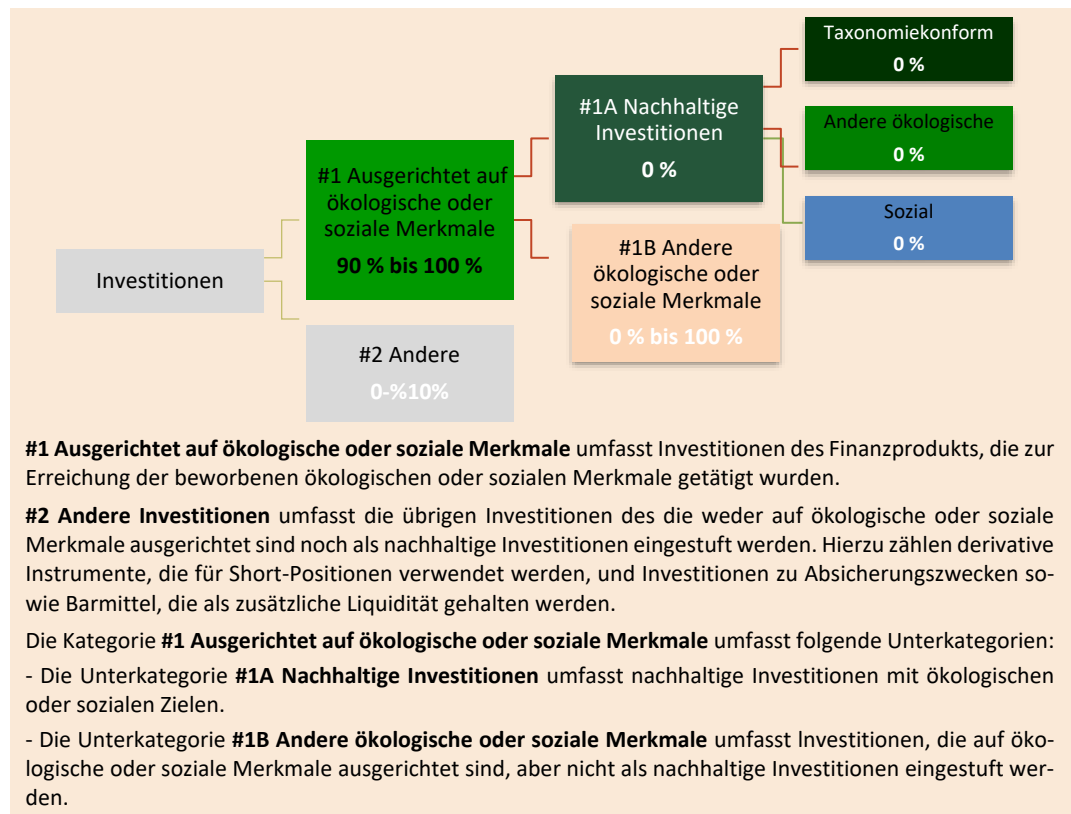 Taxonomiekonform
0 %
#1A Nachhaltige
Investitionen
0 %
Andere ökologische
0 %
#1 Ausgerichtet auf
ökologische oder
soziale Merkmale
90 % bis 100 %
Sozial
0 %
#1B Andere
ökologische oder
soziale Merkmale
0 % bis 100 %
Investitionen
#2 Andere
0-%10%
#1 Ausgerichtet auf ökologische oder soziale Merkmale umfasst Investitionen des Finanzprodukts, die zur
Erreichung der beworbenen ökologischen oder sozialen Merkmale getätigt wurden.
#2 Andere Investitionen umfasst die übrigen Investitionen des die weder auf ökologische oder soziale
Merkmale ausgerichtet sind noch als nachhaltige Investitionen eingestuft werden. Hierzu zählen derivative
Instrumente, die für Short-Positionen verwendet werden, und Investitionen zu Absicherungszwecken so-
wie Barmittel, die als zusätzliche Liquidität gehalten werden.
Die Kategorie #1 Ausgerichtet auf ökologische oder soziale Merkmale umfasst folgende Unterkategorien:
- Die Unterkategorie #1A Nachhaltige Investitionen umfasst nachhaltige Investitionen mit ökologischen
oder sozialen Zielen.
- Die Unterkategorie #1B Andere ökologische oder soziale Merkmale umfasst Investitionen, die auf öko-
logische oder soziale Merkmale ausgerichtet sind, aber nicht als nachhaltige Investitionen eingestuft wer-
den.